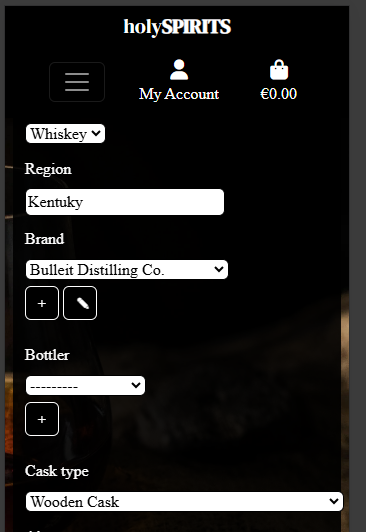 holySPIRITS
My Account
€0.00
Whiskey
Region
Kentuky
Brand
Bulleit Distilling Co.
+
Bottler
---------
+
Cask type
Wooden Cask